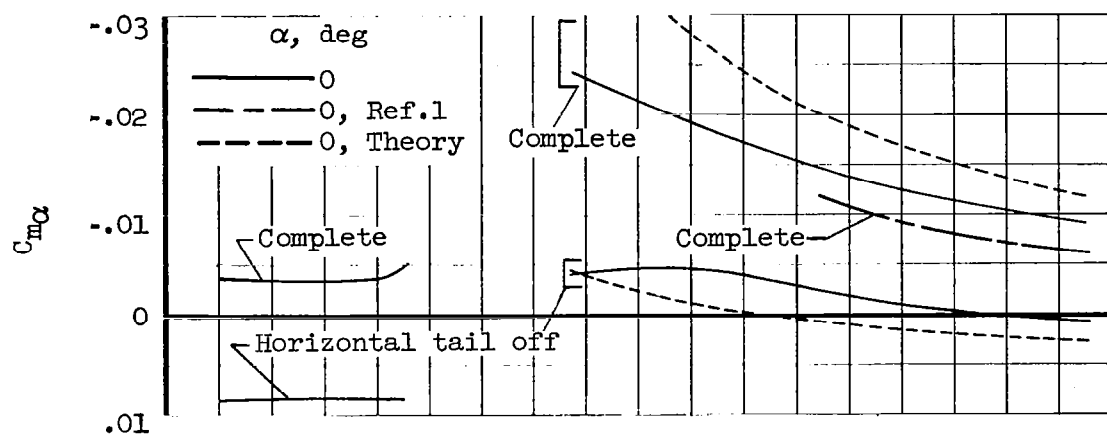 -.03
α, deg
0
0, Ref.1
0, Theory
-.02
Complete
Cmα
-.01
Complete
Complete
0
Horizontal tail off
.01